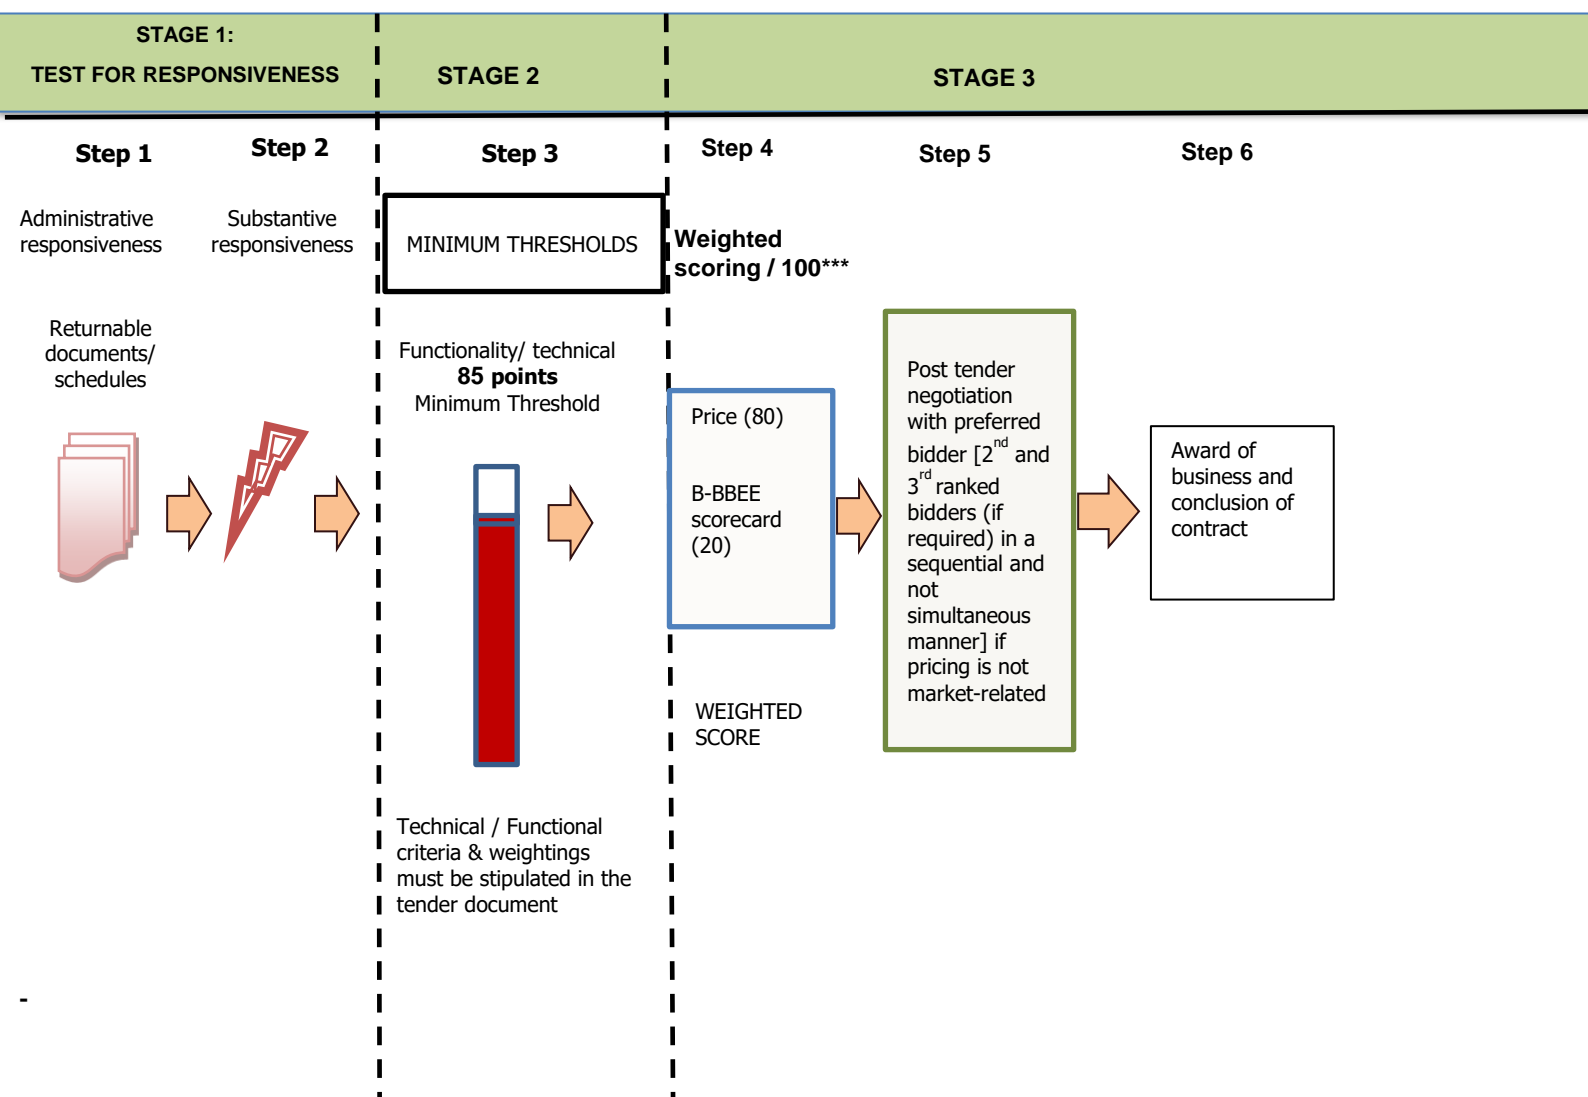 STAGE 1:
TEST FOR RESPONSIVENESS
STAGE 2
STAGE 3
Step 1
Step 2
Step 3
Step 4
Step 5
Step 6
Administrative
responsiveness
Substantive
responsiveness
MINIMUM THRESHOLDS
Weighted
scoring / 100***
Returnable
documents/
schedules
Functionality/ technical
85 points
Minimum Threshold
Price (80)
B-BBEE
scorecard
(20)
WEIGHTED
SCORE
Post tender
negotiation
with preferred
bidder [2nd and
3rd ranked
bidders (if
required) in a
sequential and
not
simultaneous
manner] if
pricing is not
market-related
Award of
business and
conclusion of
contract
Technical / Functional
criteria & weightings
must be stipulated in the
tender document
-